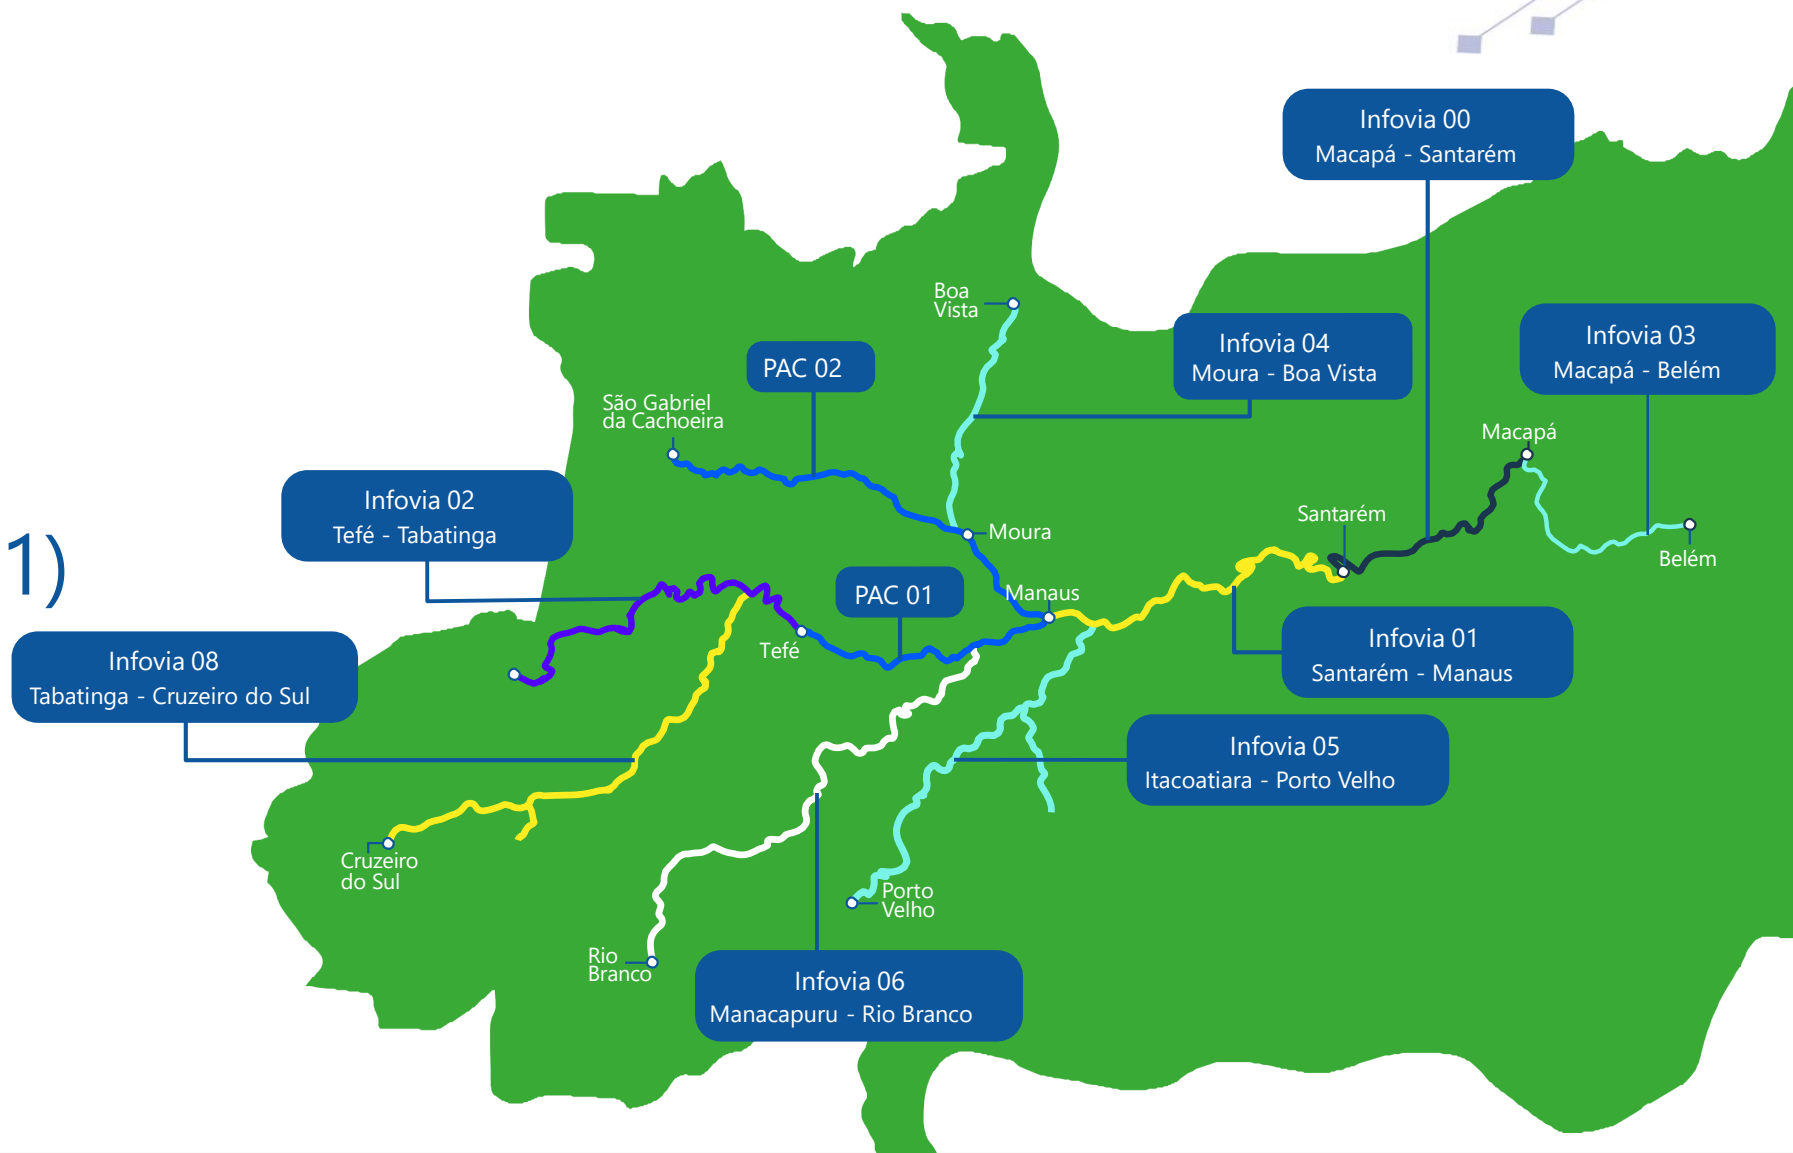 Infovia 00
Macapá - Santarém
Boa
Vista
Infovia 04
Moura - Boa Vista
Infovia 03
Macapá - Belém
PAC 02
São Gabriel
da Cachoeira
Macapá
Infovia 02
Tefé - Tabatinga
Santarém
Moura
Belém
1)
PAC 01
Manaus
Tefé
Infovia 01
Santarém - Manaus
Infovia 08
Tabatinga - Cruzeiro do Sul
Infovia 05
Itacoatiara - Porto Velho
Cruzeiro
do Sul
Porto
Velho
Rio
Branco
Infovia 06
Manacapuru - Rio Branco